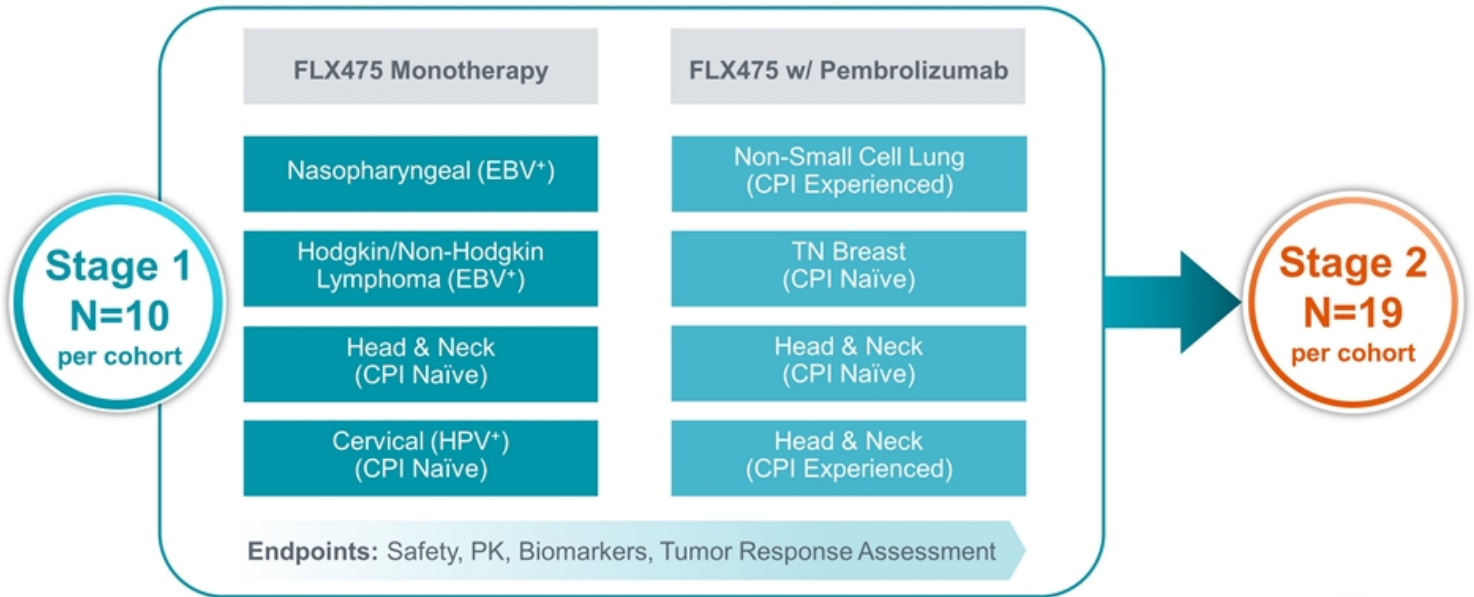 FLX475 Monotherapy
FLX475 w/ Pembrolizumab
Nasopharyngeal (EBV⁺)
Non-Small Cell Lung
(CPI Experienced)
Stage 1
N=10
per cohort
Hodgkin/Non-Hodgkin
Lymphoma (EBV⁺)
TN Breast
(CPI Naïve)
Head & Neck
(CPI Naïve)
Head & Neck
(CPI Naïve)
Cervical (HPV⁺)
(CPI Naïve)
Head & Neck
(CPI Experienced)
Stage 2
N=19
per cohort
Endpoints: Safety, PK, Biomarkers, Tumor Response Assessment